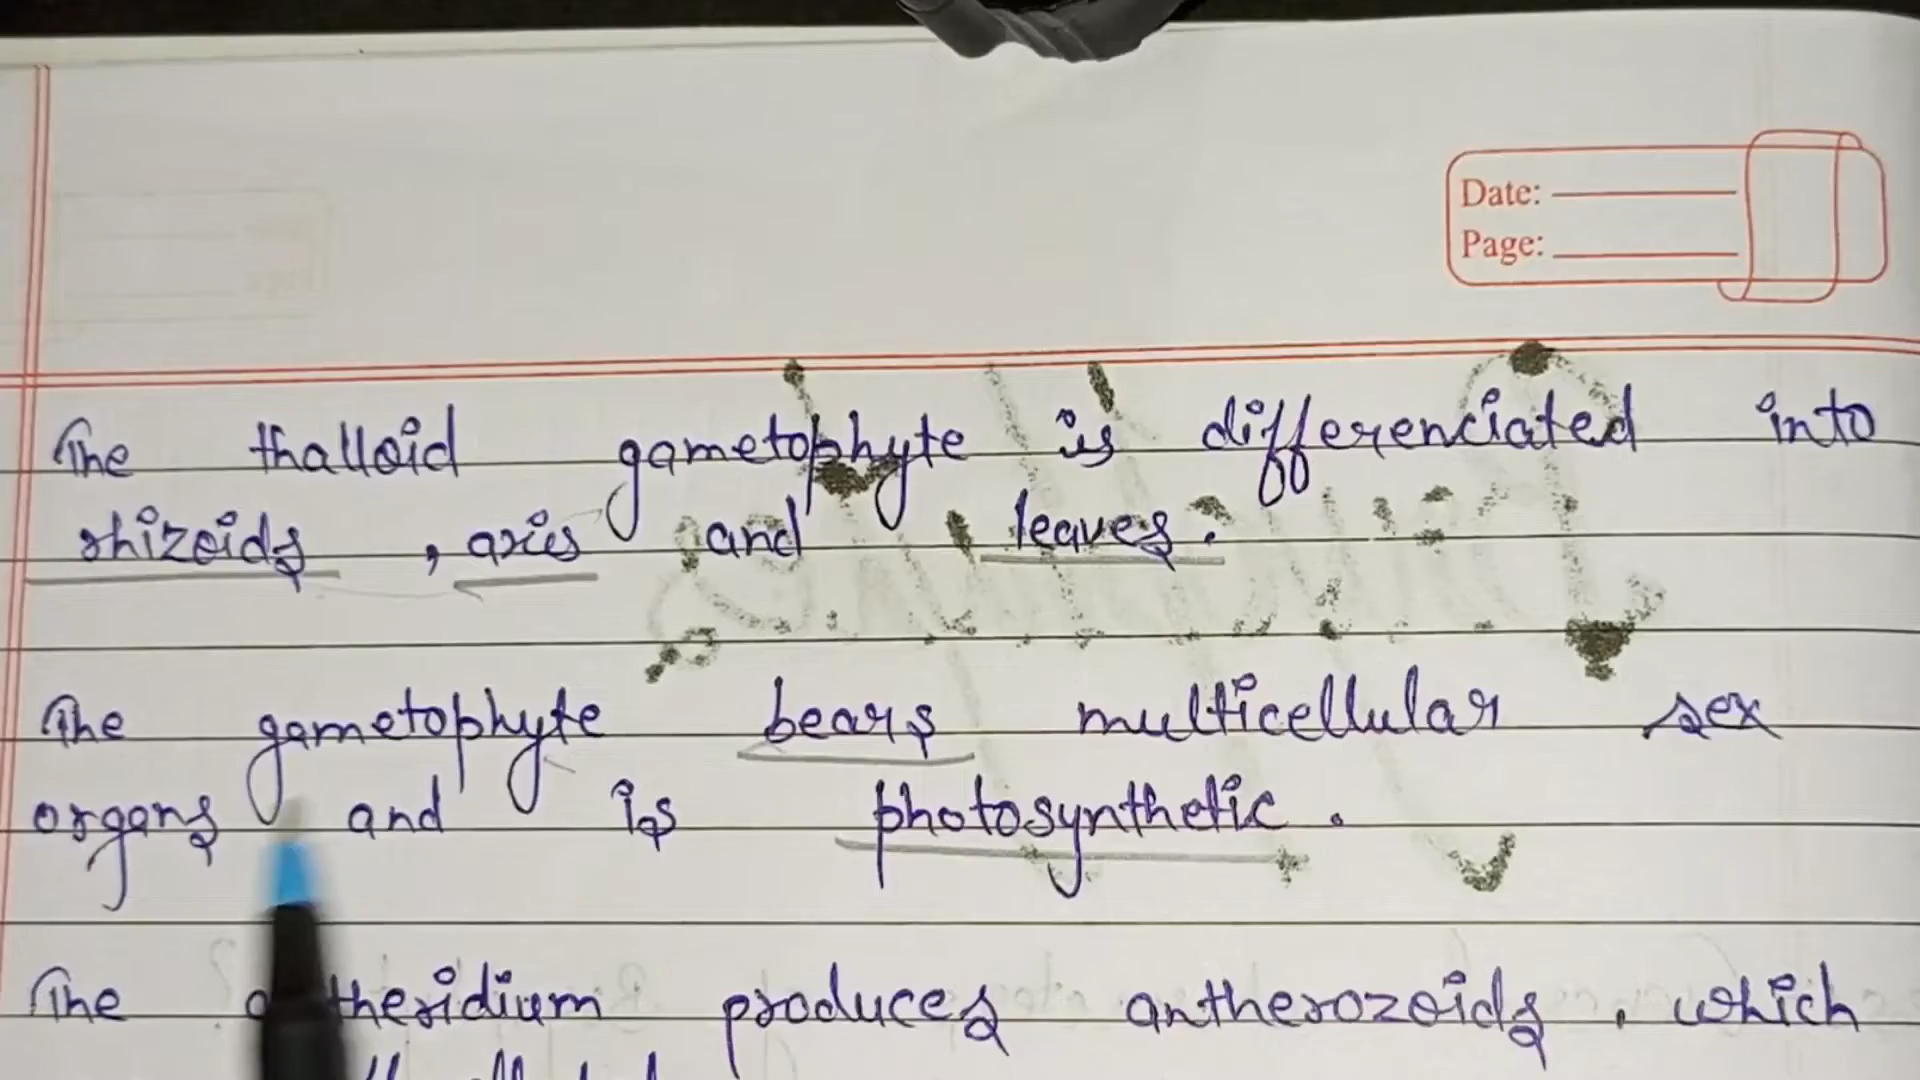 Date:
Page:
The thalloid gametophyte is differenciated into
rhizoids , axis and leaves.
The gametophyte bears multicellular sex
organs and is photosynthetic .
The antheridium produces antherozoids , which